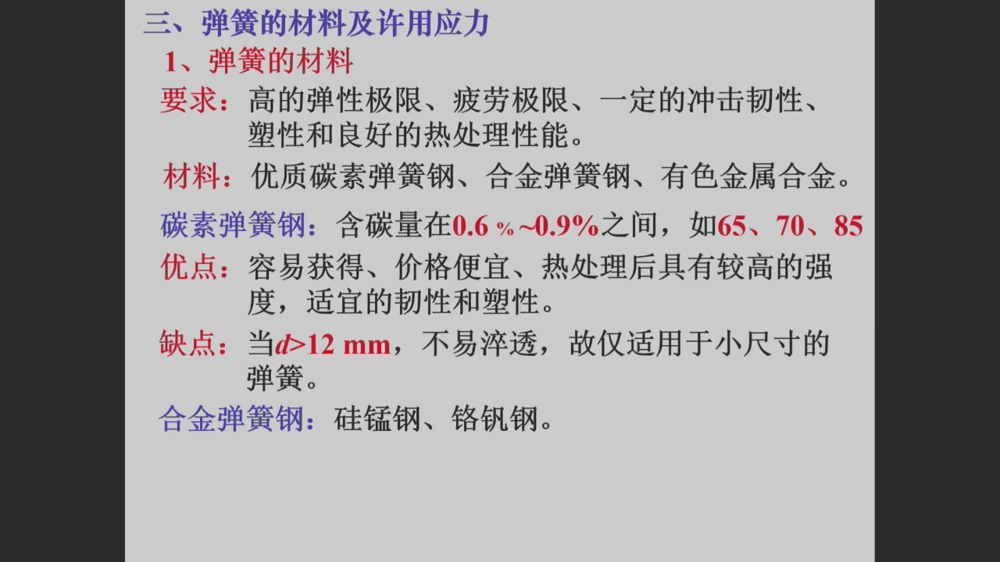 三、弹簧的材料及许用应力
1、弹簧的材料
要求：高的弹性极限、疲劳极限、一定的冲击韧性、
塑性和良好的热处理性能。
材料：优质碳素弹簧钢、合金弹簧钢、有色金属合金。
碳素弹簧钢：含碳量在0.6 %~0.9%之间，如65、70、85
优点：容易获得、价格便宜、热处理后具有较高的强
度，适宜的韧性和塑性。
缺点：当d>12 mm，不易淬透，故仅适用于小尺寸的
弹簧。
合金弹簧钢：硅锰钢、铬钒钢。